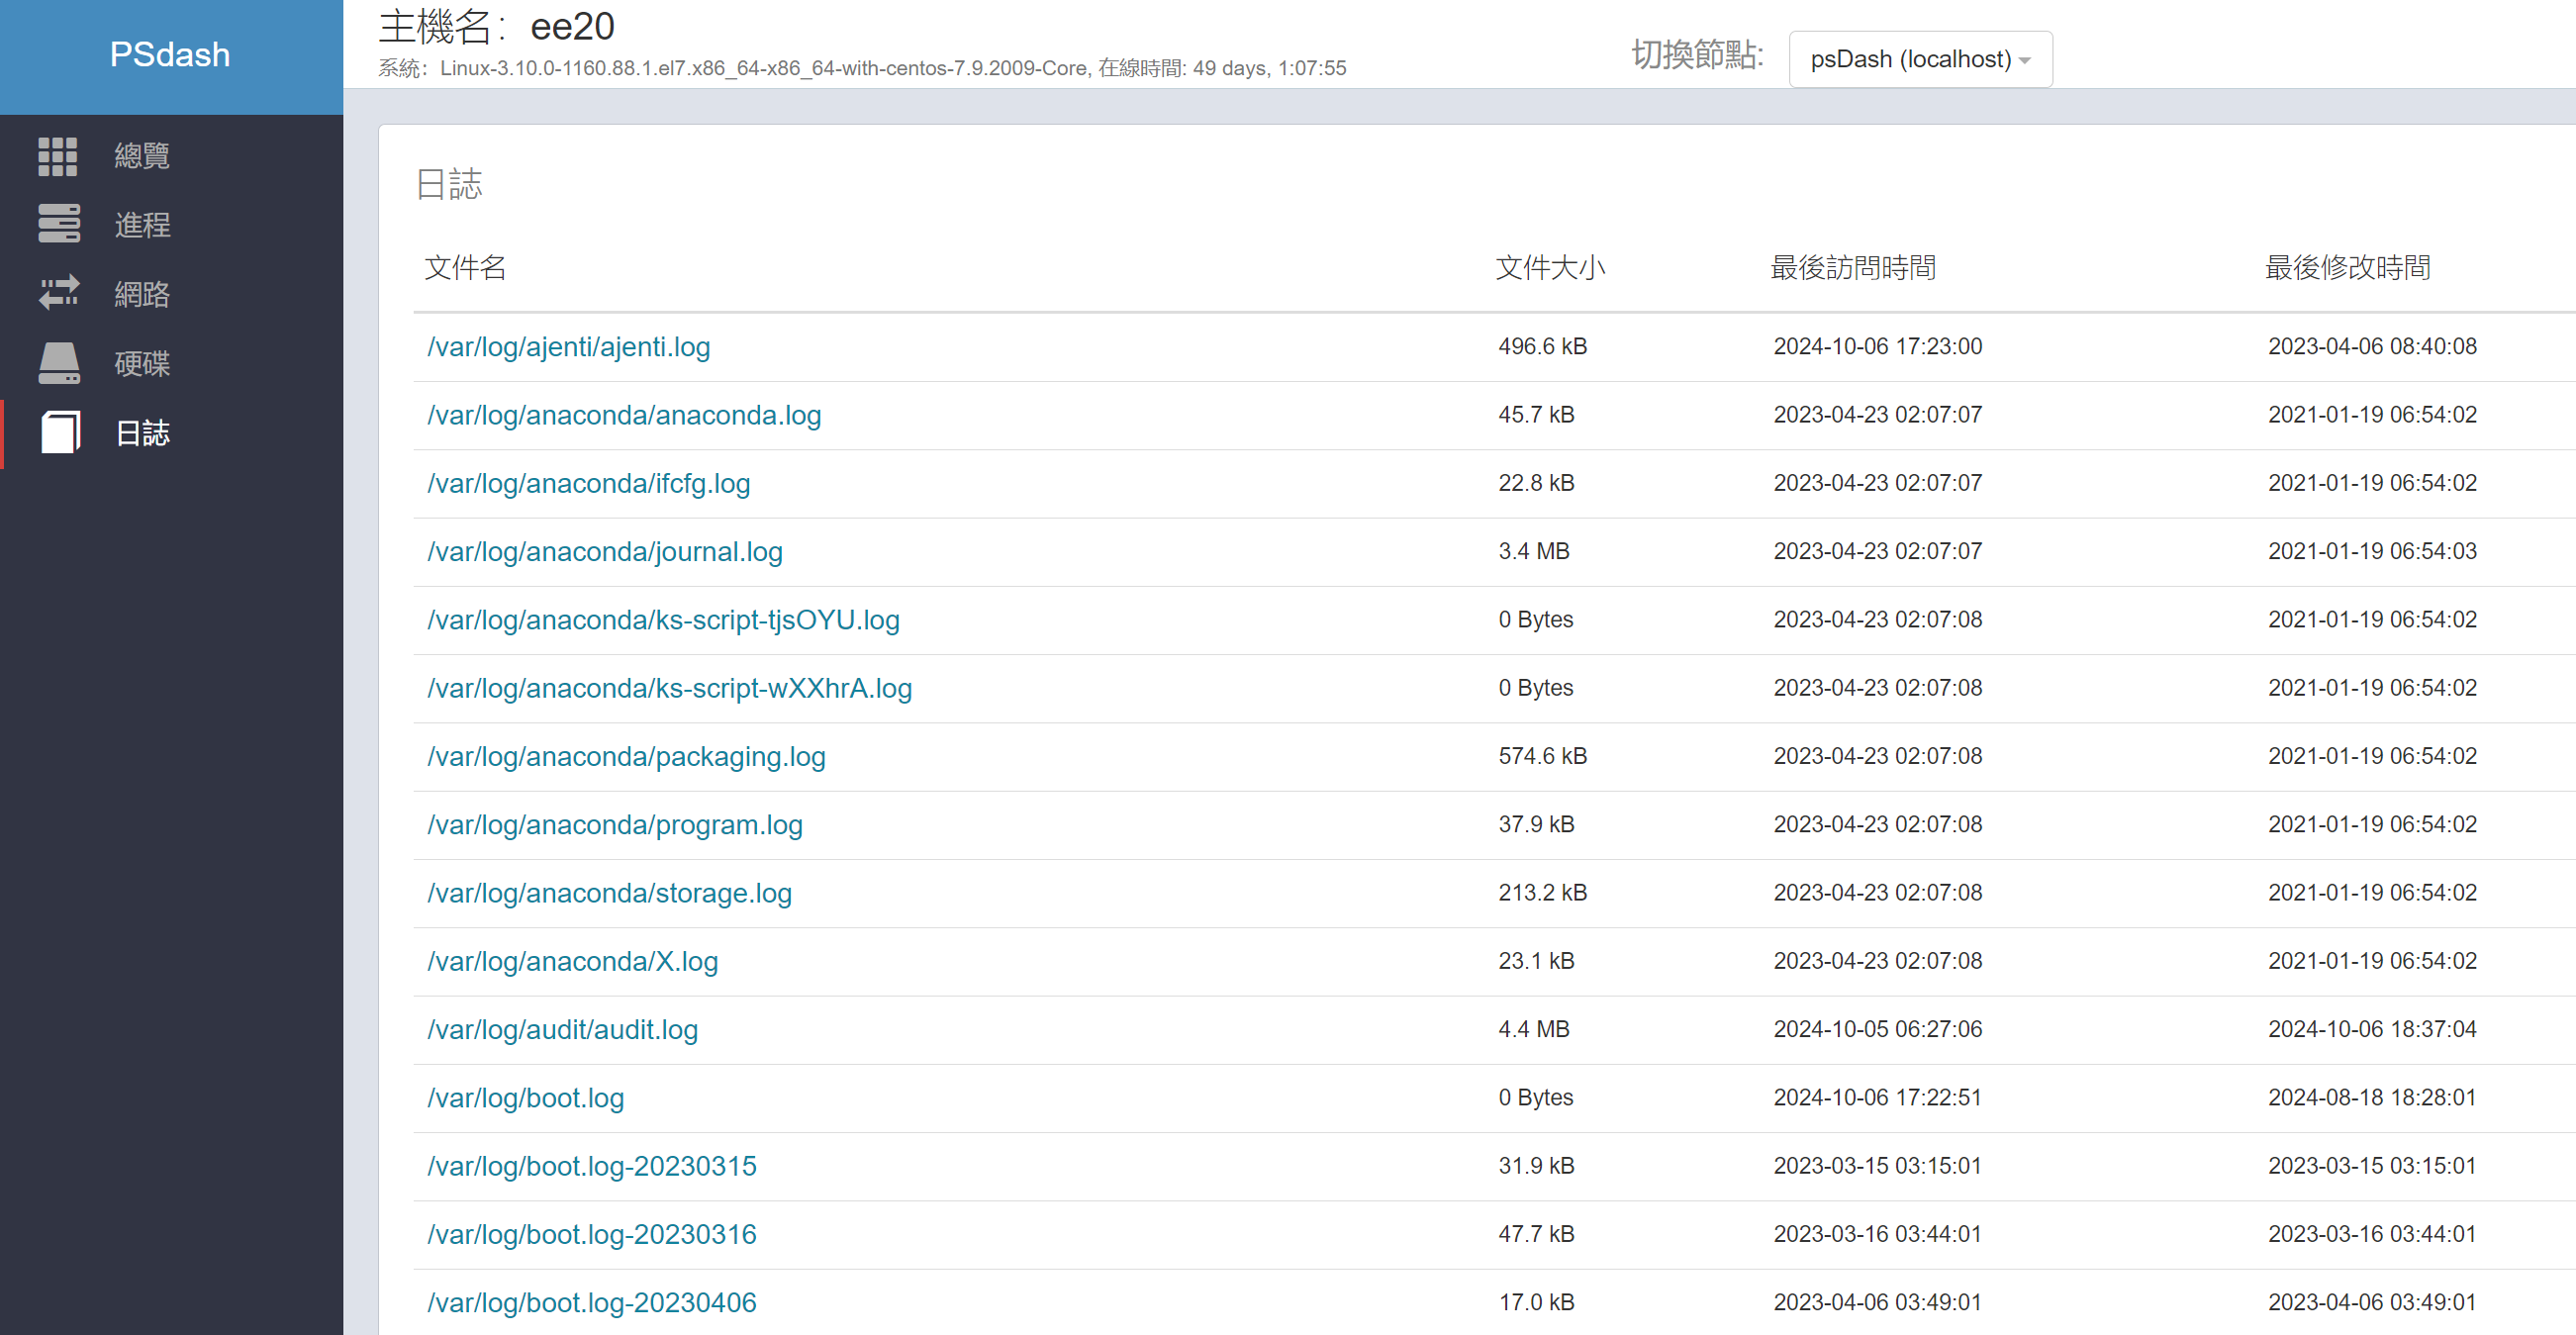 PSdash
主機名：ee20
系統：Linux-3.10.0-1160.88.1.el7.x86_64-x86_64-with-centos-7.9.2009-Core, 在線時間: 49 days, 1:07:55
切換節點: psDash (localhost)
總覽
進程
網路
硬碟
日誌
日誌
文件名 文件大小 最後訪問時間 最後修改時間
/var/log/ajenti/ajenti.log 496.6 kB 2024-10-06 17:23:00 2023-04-06 08:40:08
/var/log/anaconda/anaconda.log 45.7 kB 2023-04-23 02:07:07 2021-01-19 06:54:02
/var/log/anaconda/ifcfg.log 22.8 kB 2023-04-23 02:07:07 2021-01-19 06:54:02
/var/log/anaconda/journal.log 3.4 MB 2023-04-23 02:07:07 2021-01-19 06:54:03
/var/log/anaconda/ks-script-tjsOYU.log 0 Bytes 2023-04-23 02:07:08 2021-01-19 06:54:02
/var/log/anaconda/ks-script-wXXhrA.log 0 Bytes 2023-04-23 02:07:08 2021-01-19 06:54:02
/var/log/anaconda/packaging.log 574.6 kB 2023-04-23 02:07:08 2021-01-19 06:54:02
/var/log/anaconda/program.log 37.9 kB 2023-04-23 02:07:08 2021-01-19 06:54:02
/var/log/anaconda/storage.log 213.2 kB 2023-04-23 02:07:08 2021-01-19 06:54:02
/var/log/anaconda/X.log 23.1 kB 2023-04-23 02:07:08 2021-01-19 06:54:02
/var/log/audit/audit.log 4.4 MB 2024-10-05 06:27:06 2024-10-06 18:37:04
/var/log/boot.log 0 Bytes 2024-10-06 17:22:51 2024-08-18 18:28:01
/var/log/boot.log-20230315 31.9 kB 2023-03-15 03:15:01 2023-03-15 03:15:01
/var/log/boot.log-20230316 47.7 kB 2023-03-16 03:44:01 2023-03-16 03:44:01
/var/log/boot.log-20230406 17.0 kB 2023-04-06 03:49:01 2023-04-06 03:49:01